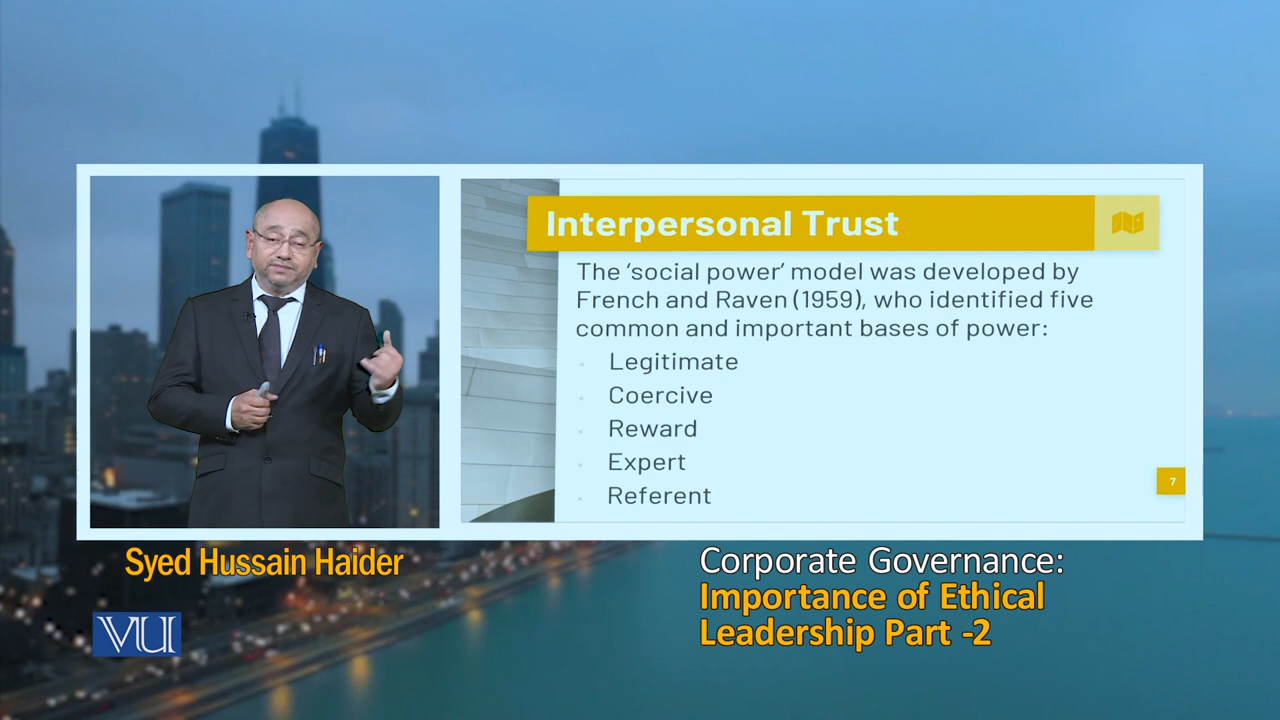 Interpersonal Trust
The ‘social power’ model was developed by
French and Raven (1959), who identified five
common and important bases of power:
Legitimate
Coercive
Reward
Expert
Referent
7
Syed Hussain Haider
VU
Corporate Governance:
Importance of Ethical
Leadership Part -2